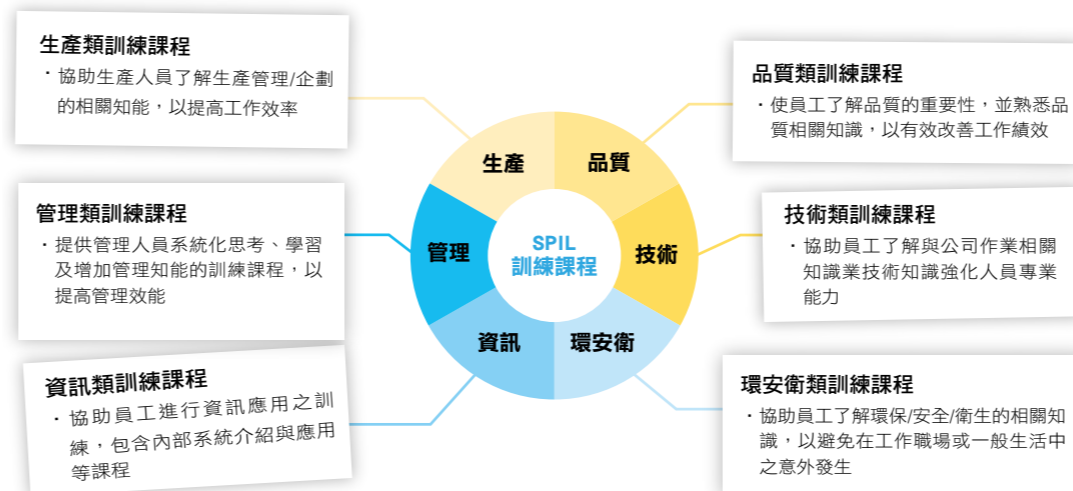 生產類訓練課程
・協助生產人員了解生產管理/企劃
的相關知能，以提高工作效率
管理類訓練課程
・提供管理人員系統化思考、學習
及增加管理知能的訓練課程，以
提高管理效能
資訊類訓練課程
・協助員工進行資訊應用之訓
練，包含內部系統介紹與應用
等課程
生產
品質
管理
SPIL
訓練課程
技術
資訊
環安衛
品質類訓練課程
・使員工了解品質的重要性，並熟悉品
質相關知識，以有效改善工作績效
技術類訓練課程
・協助員工了解與公司作業相關
知識業技術知識強化人員專業
能力
環安衛類訓練課程
・協助員工了解環保/安全/衛生的相關知
識，以避免在工作職場或一般生活中
之意外發生